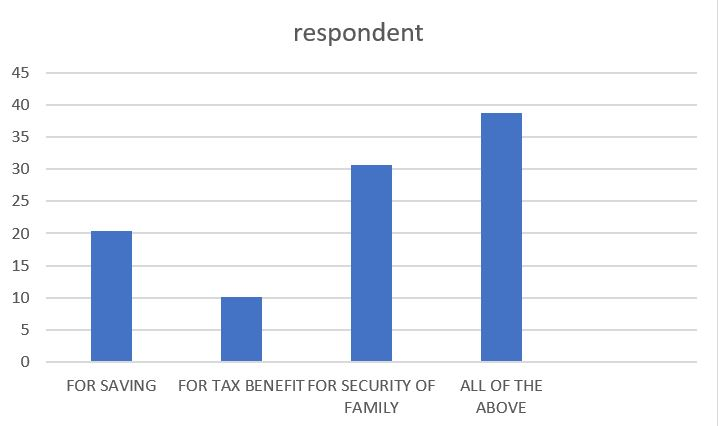 respondent
45
40
35
30
25
20
15
10
5
0
FOR SAVING
FOR TAX BENEFIT
FOR SECURITY OF
FAMILY
ALL OF THE
ABOVE